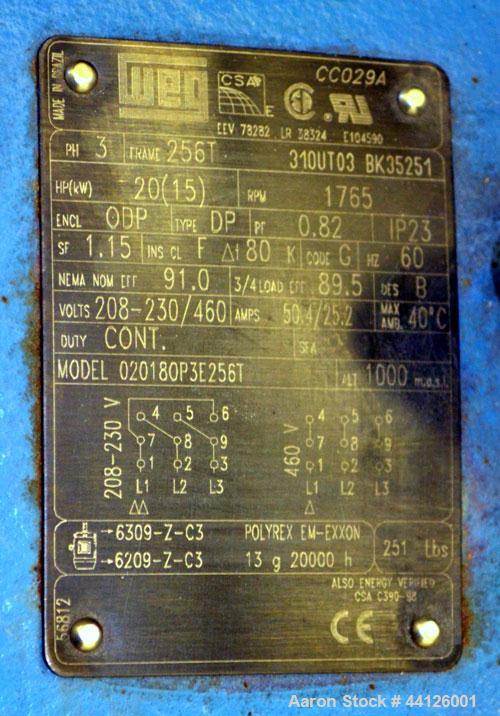 MADE IN BRAZIL
WEG
CSA E
CC029A
EEV 78282 LR 38324 E104590
PH 3 FRAME 256T 310UT03 BK35251
HP(kW) 20(15) RPM 1765
ENCL ODP TYPE DP PF 0.82 IP23
SF 1.15 INS CL F Δt 80 K CODE G HZ 60
NEMA NOM EFF 91.0 3/4 LOAD EFF 89.5 DES B
VOLTS 208-230/460 AMPS 50.4/25.2 MAX AMB. 40°C
DUTY CONT. SFA
MODEL 020180P3E256T ALT 1000 m.a.s.l.
208-230 V
4 5 6
7 8 9
1 2 3
L1 L2 L3
ΔΔ
460 V
4 5 6
7 8 9
1 2 3
L1 L2 L3
Δ
→6309-Z-C3 POLYREX EM-EXXON
→6209-Z-C3 13 g 20000 h
251 Lbs
ALSO ENERGY VERIFIED
CSA C390-98
CE
56812
Aaron Stock # 44126001